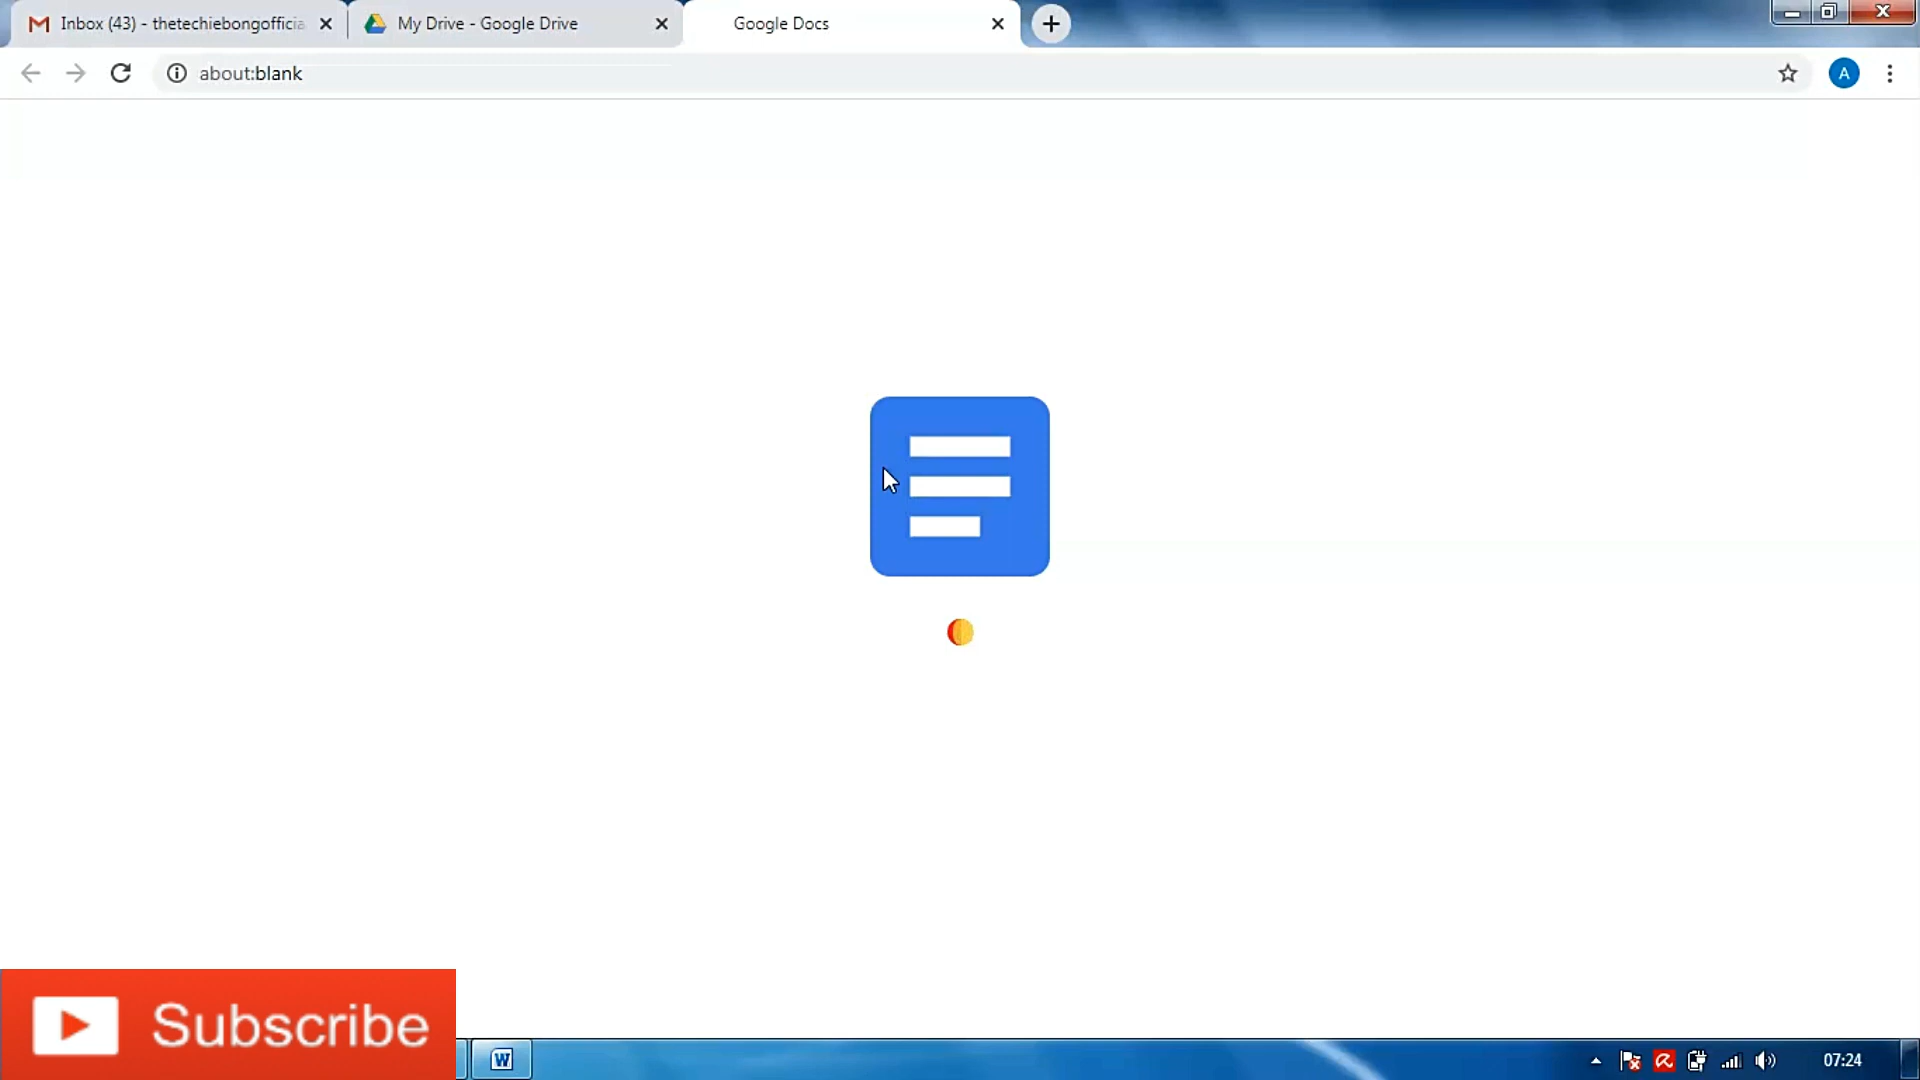 Inbox (43) - thetechiebongofficia
My Drive - Google Drive
Google Docs
about:blank
A
Subscribe
W
07:24